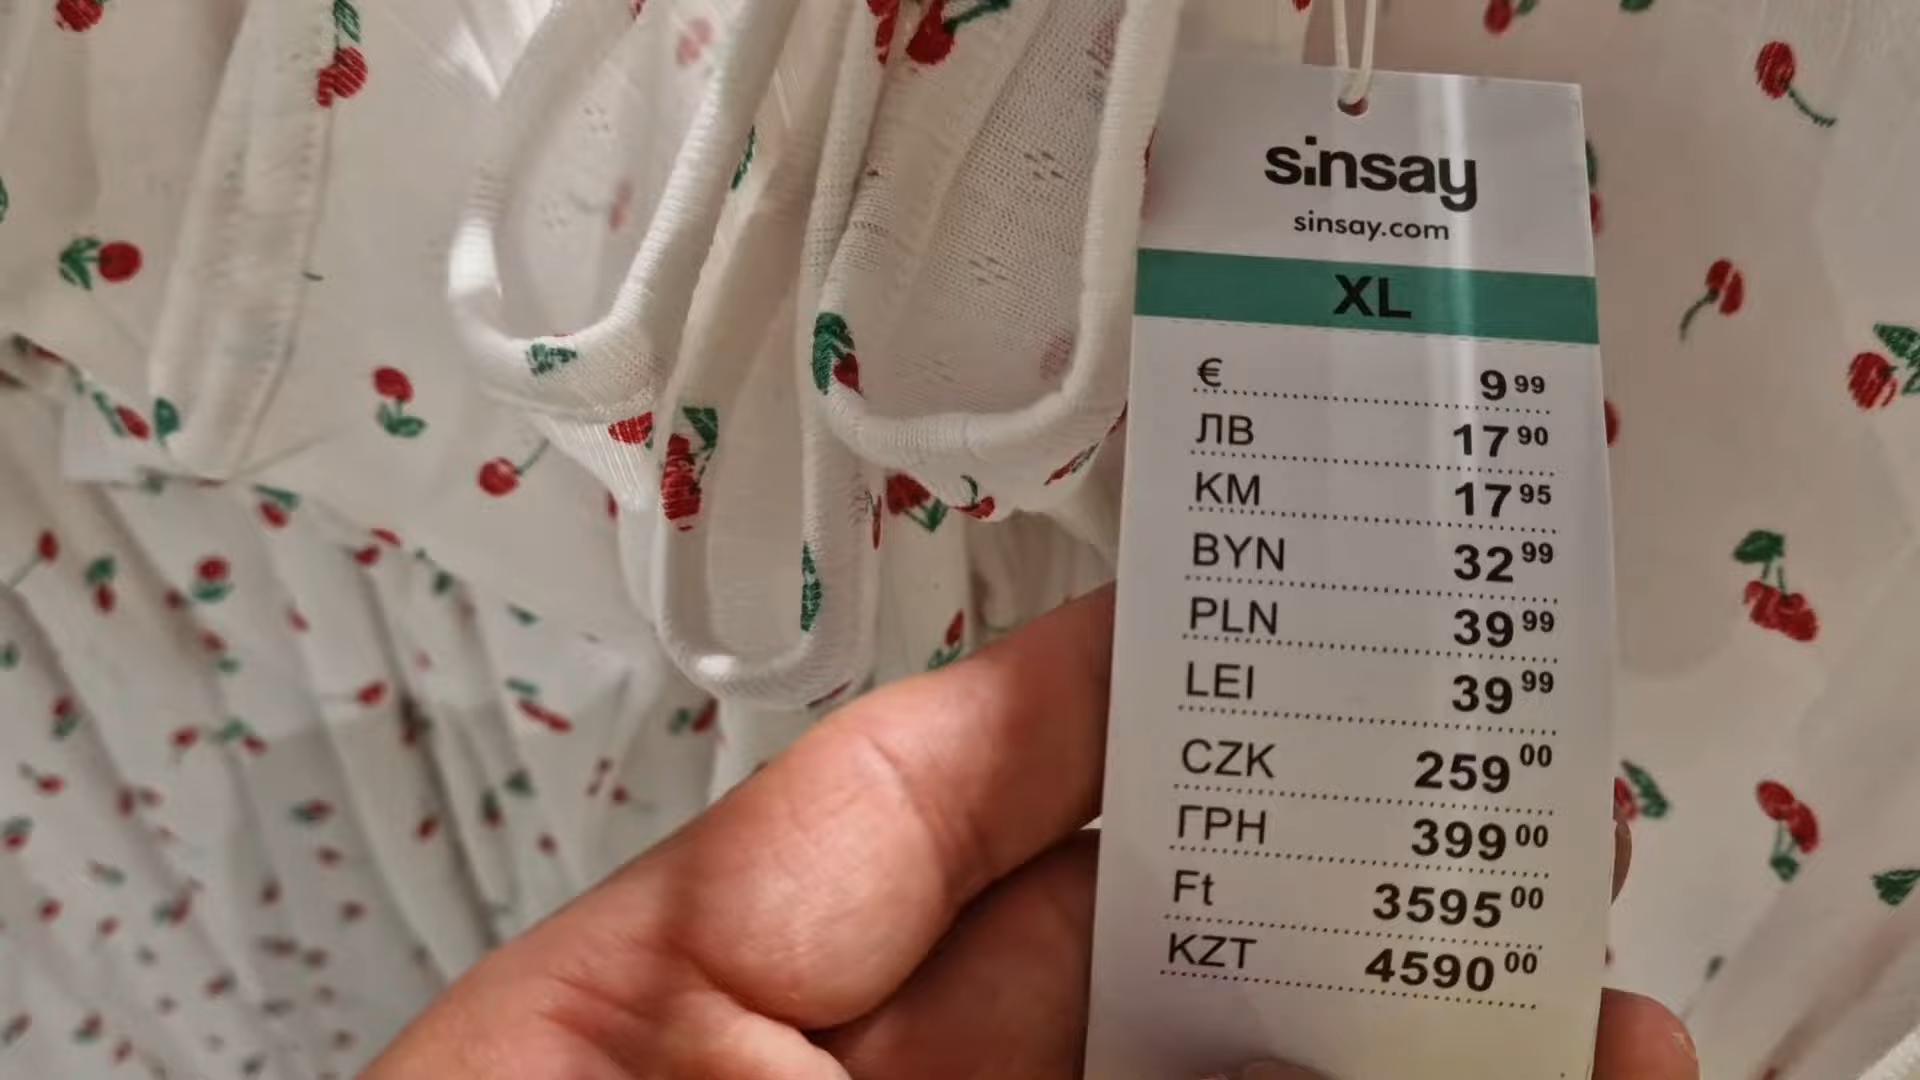 sinsay
sinsay.com
XL
€ 9 99
ЛВ 17 90
KM 17 95
BYN 32 99
PLN 39 99
LEI 39 99
CZK 259 00
ГРН 399 00
Ft 3595 00
KZT 4590 00